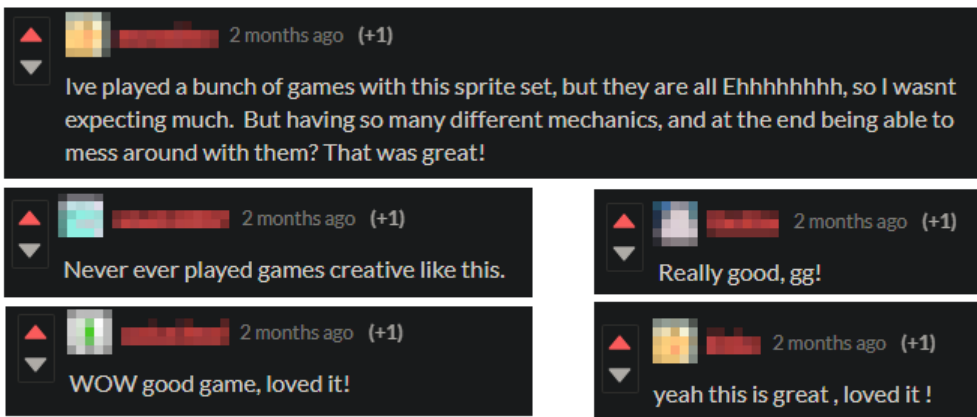 2 months ago (+1)
Ive played a bunch of games with this sprite set, but they are all Ehhhhhhhh, so I wasnt
expecting much. But having so many different mechanics, and at the end being able to
mess around with them? That was great!
2 months ago (+1)
Never ever played games creative like this.
2 months ago (+1)
Really good, gg!
2 months ago (+1)
WOW good game, loved it!
2 months ago (+1)
yeah this is great , loved it !